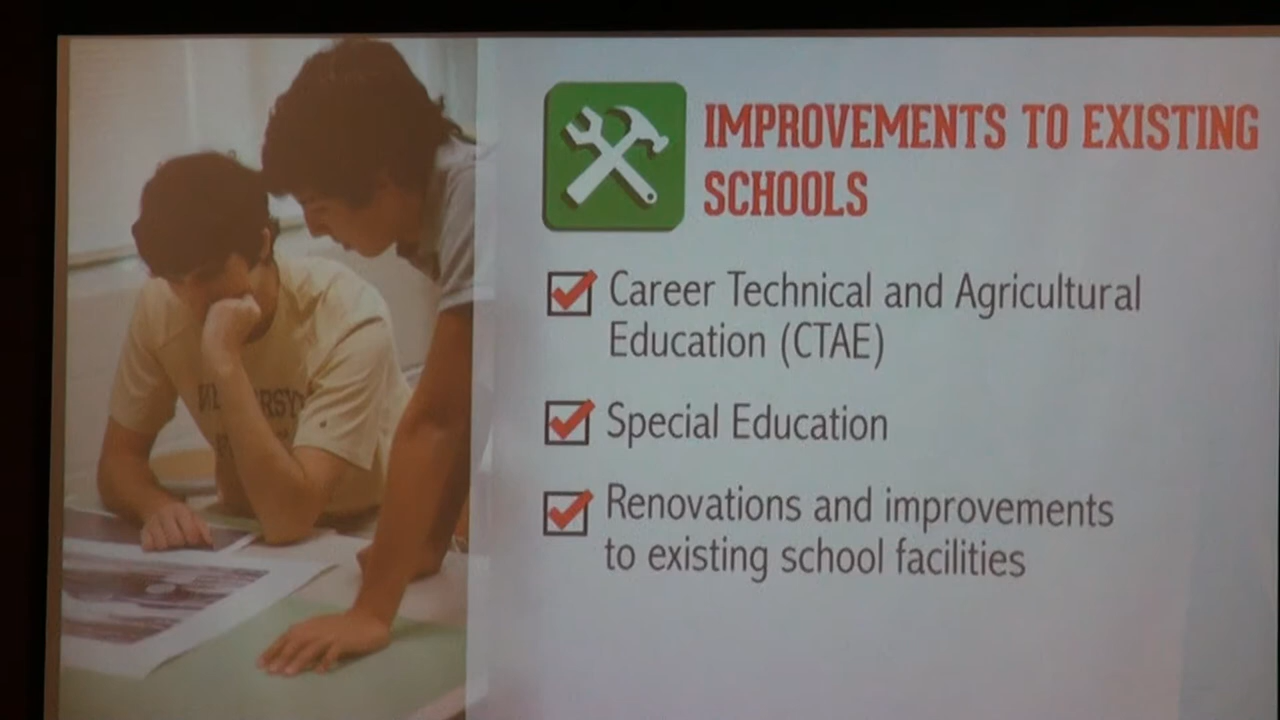 IMPROVEMENTS TO EXISTING
SCHOOLS
Career Technical and Agricultural
Education (CTAE)
Special Education
Renovations and improvements
to existing school facilities